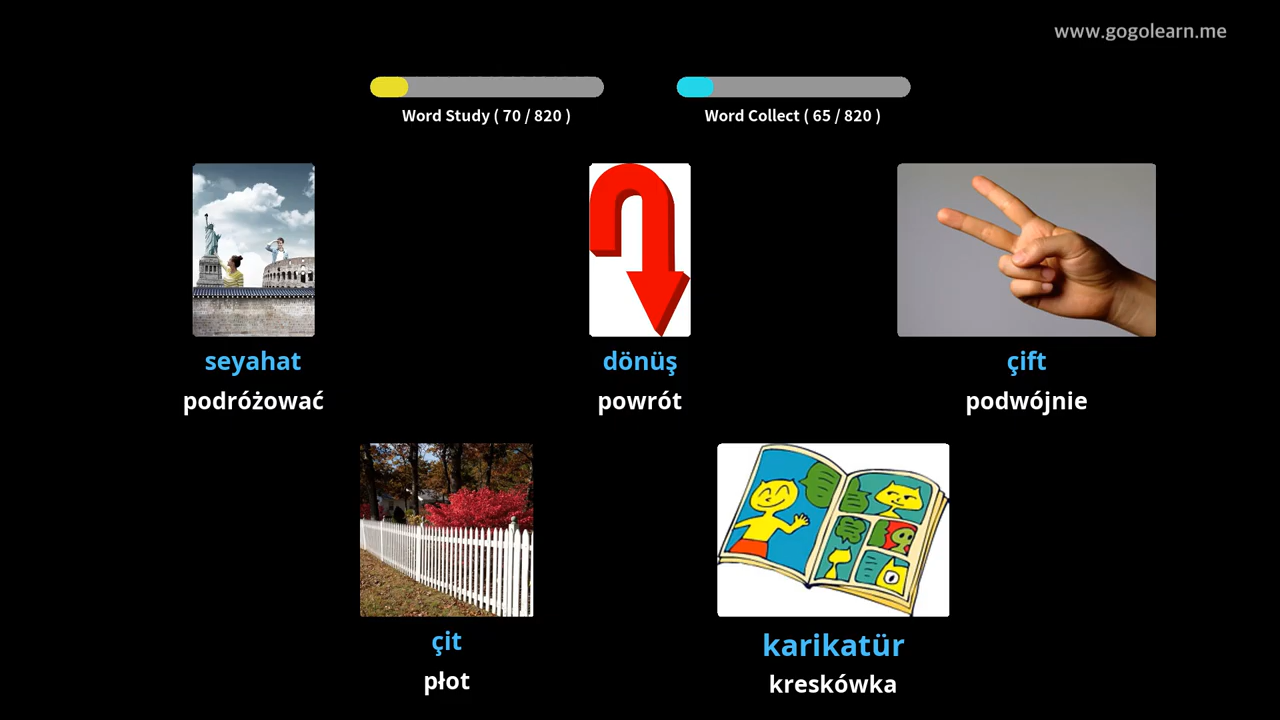 www.gogolearn.me
Word Study ( 70 / 820 )
Word Collect ( 65 / 820 )
seyahat
podróżować
dönüş
powrót
çift
podwójnie
çit
płot
karikatür
kreskówka